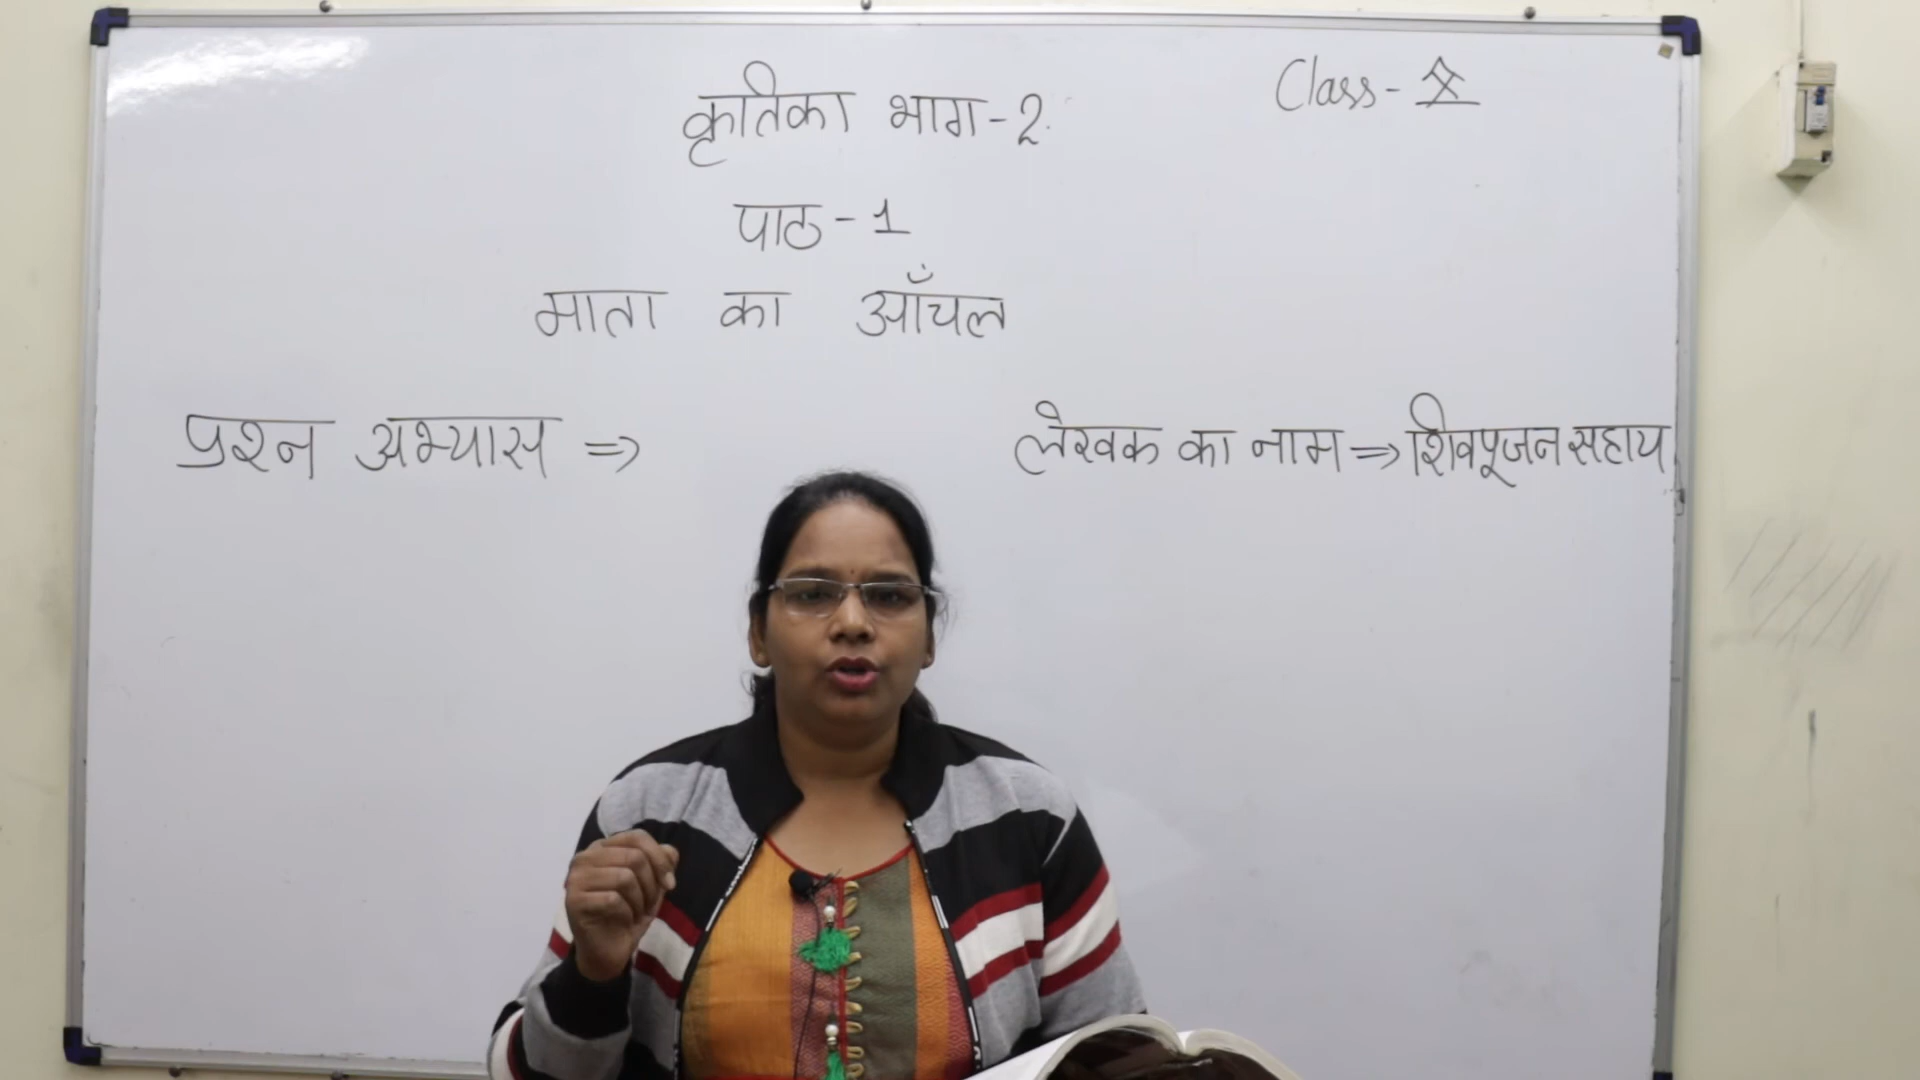 कृतिका भाग-2
Class- X
पाठ-1
माता का आँचल
प्रश्न अभ्यास ⇒
लेखक का नाम ⇒ शिवपूजन सहाय